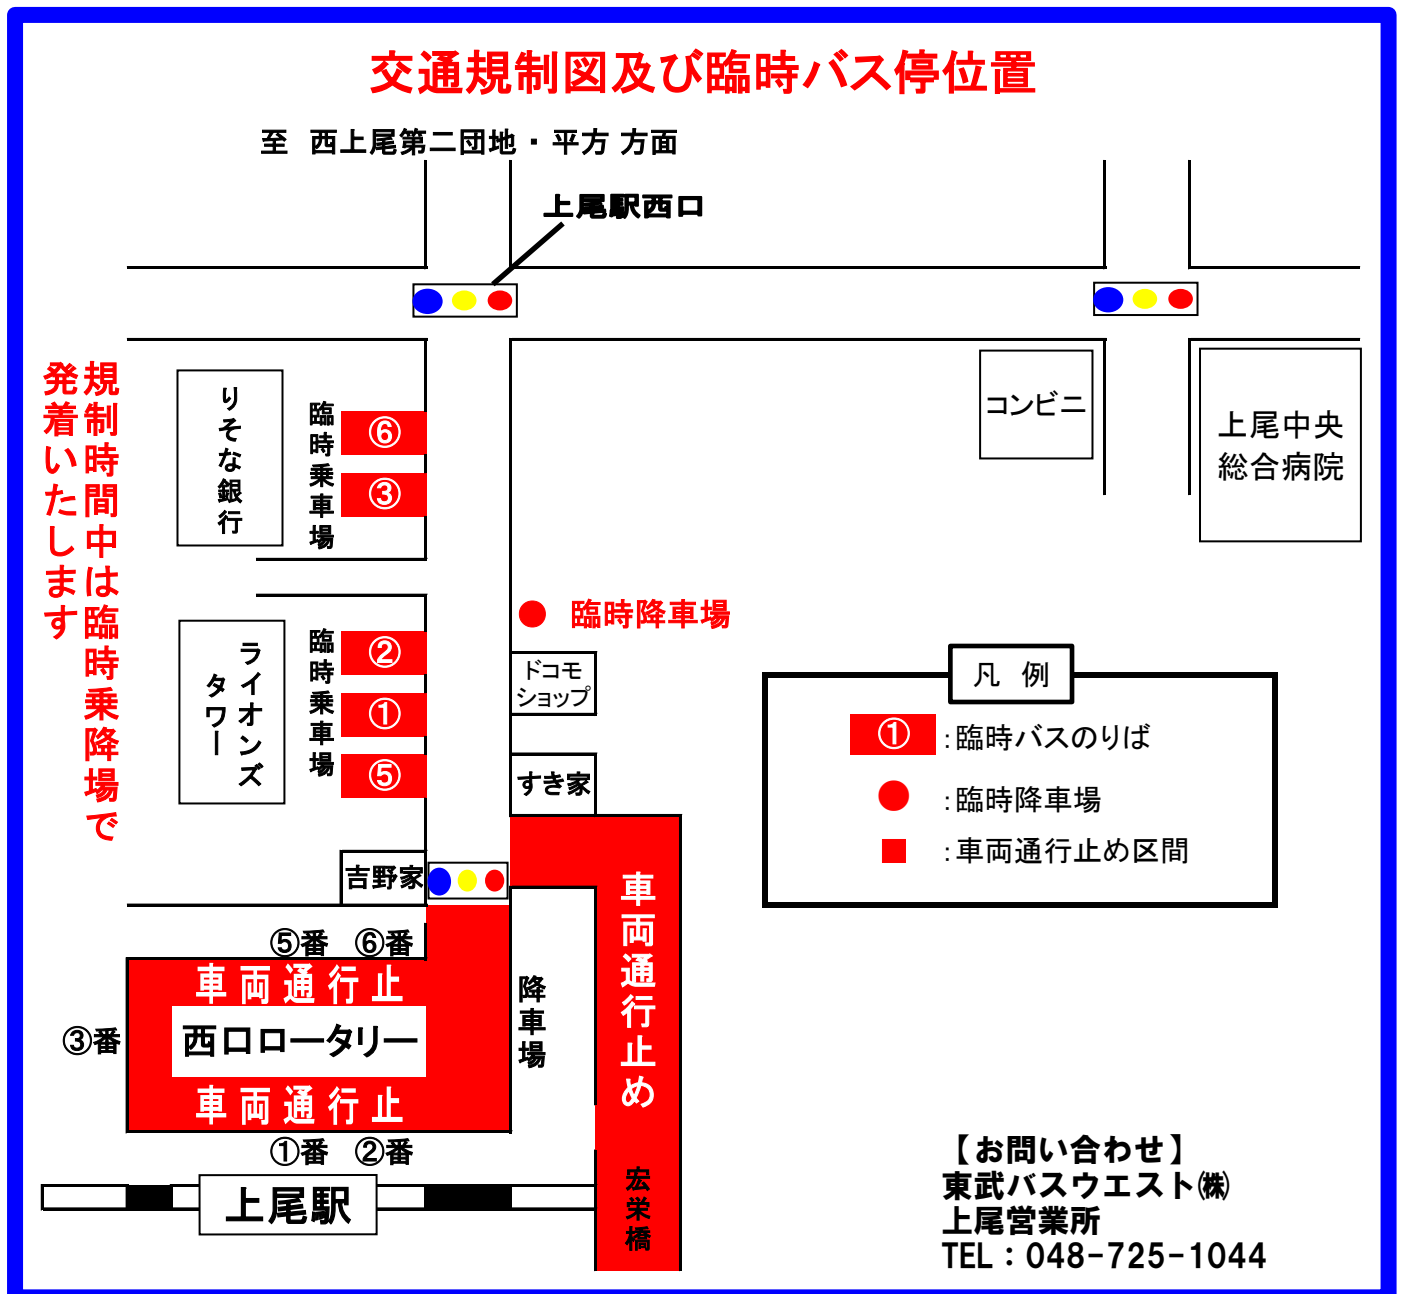 交通規制図及び臨時バス停位置
至 西上尾第二団地・平方 方面
上尾駅西口
規制時間中は臨時乗降場で
発着いたします
りそな銀行
臨時乗車場
⑥
③
コンビニ
上尾中央
総合病院
ライオンズ
タワー
臨時乗車場
②
①
⑤
臨時降車場
ドコモ
ショップ
すき家
吉野家
凡 例
① :臨時バスのりば
:臨時降車場
:車両通行止め区間
⑤番 ⑥番
車両通行止
③番
西口ロータリー
車両通行止
①番 ②番
降車場
車両通行止め
宏栄橋
上尾駅
【お問い合わせ】
東武バスウエスト㈱
上尾営業所
TEL：048-725-1044